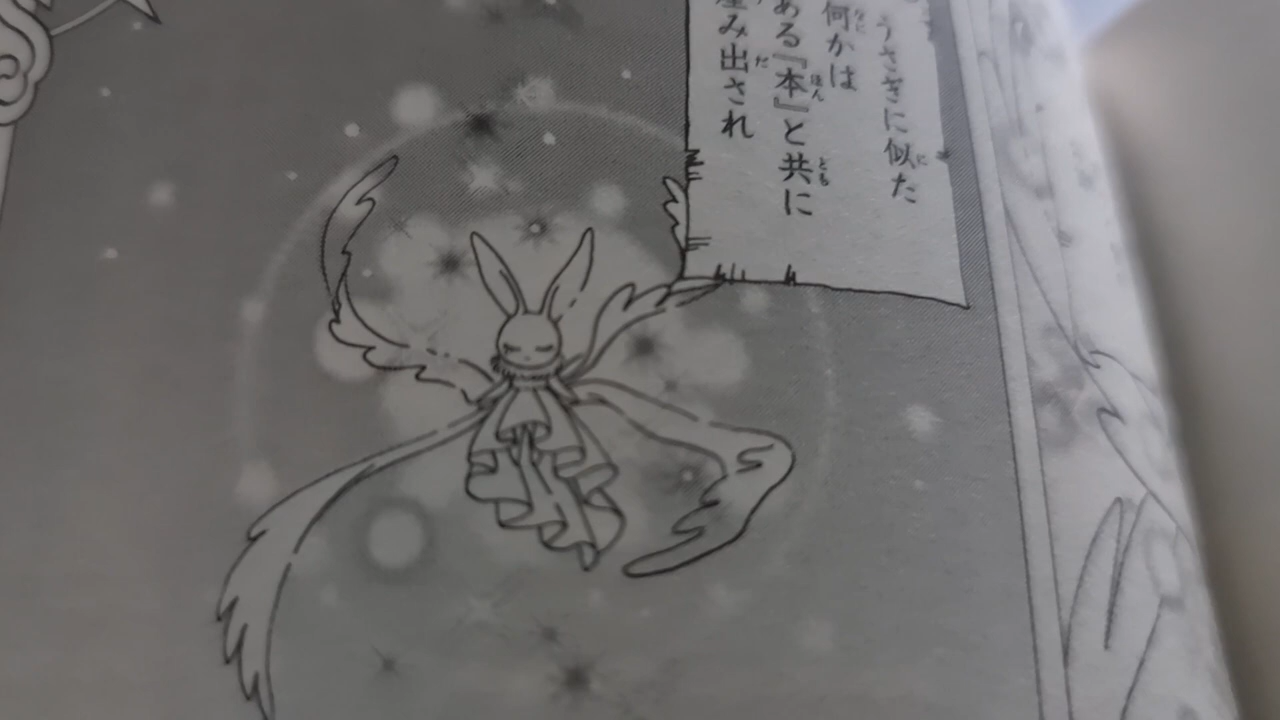 うさぎに似た
何かは
ある『本』と共に
み出され